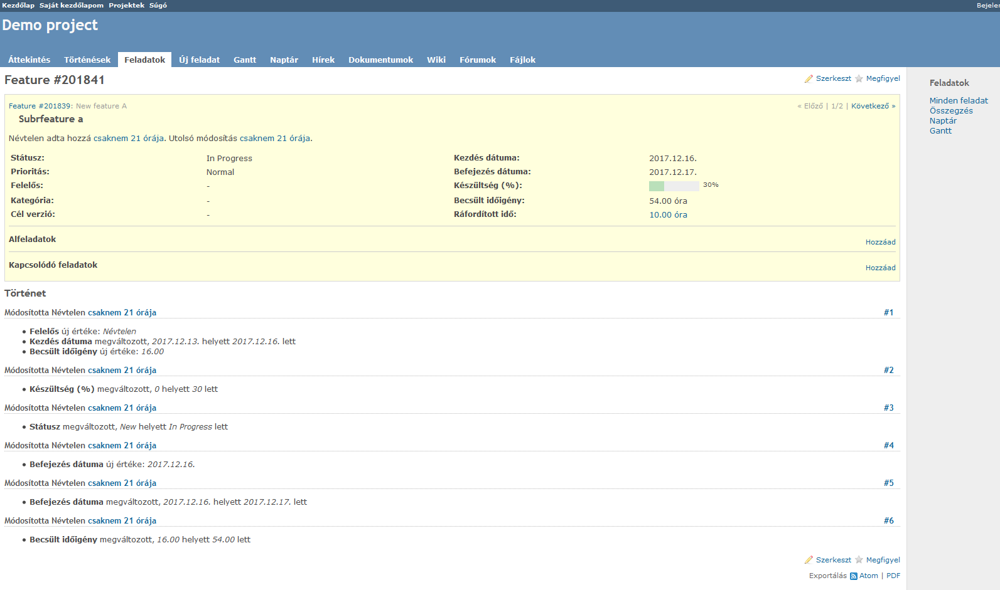 Kezdőlap Saját kezdőlapom Projektek Súgó
Demo project
Áttekintés Történések Feladatok Új feladat Gantt Naptár Hírek Dokumentumok Wiki Fórumok Fájlok
Feature #201841
Szerkeszt Megfigyel
Feature #201839: New feature A
« Előző | 1/2 | Következő »
Subrfeature a
Névtelen adta hozzá csaknem 21 órája. Utolsó módosítás csaknem 21 órája.
Státusz: In Progress Kezdés dátuma: 2017.12.16.
Prioritás: Normal Befejezés dátuma: 2017.12.17.
Felelős: - Készültség (%): 30%
Kategória: - Becsült időigény: 54.00 óra
Cél verzió: - Ráfordított idő: 10.00 óra
Alfeladatok
Hozzáad
Kapcsolódó feladatok
Hozzáad
Történet
Módosította Névtelen csaknem 21 órája #1
• Felelős új értéke: Névtelen
• Kezdés dátuma megváltozott, 2017.12.13. helyett 2017.12.16. lett
• Becsült időigény új értéke: 16.00
Módosította Névtelen csaknem 21 órája #2
• Készültség (%) megváltozott, 0 helyett 30 lett
Módosította Névtelen csaknem 21 órája #3
• Státusz megváltozott, New helyett In Progress lett
Módosította Névtelen csaknem 21 órája #4
• Befejezés dátuma új értéke: 2017.12.16.
Módosította Névtelen csaknem 21 órája #5
• Befejezés dátuma megváltozott, 2017.12.16. helyett 2017.12.17. lett
Módosította Névtelen csaknem 21 órája #6
• Becsült időigény megváltozott, 16.00 helyett 54.00 lett
Szerkeszt Megfigyel
Exportálás Atom | PDF
Feladatok
Minden feladat
Összegzés
Naptár
Gantt